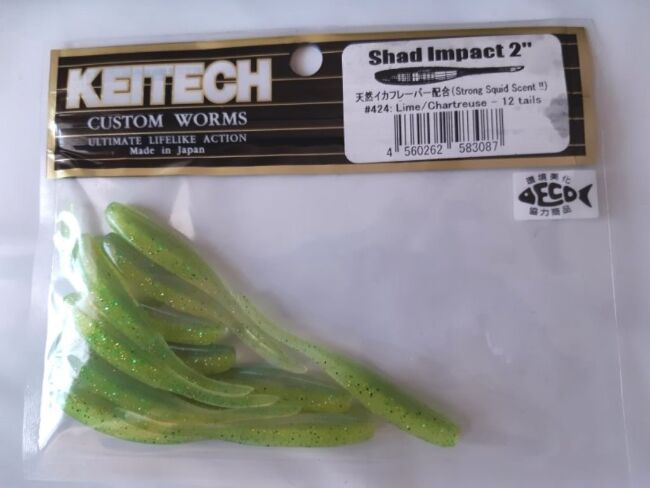 KEITECH
CUSTOM WORMS
ULTIMATE LIFELIKE ACTION
Made in Japan
Shad Impact 2"
天然イカフレーバー配合(Strong Squid Scent !!)
#424: Lime/Chartreuse - 12 tails
4 560262 583087
環境美化
ECO
協力商品